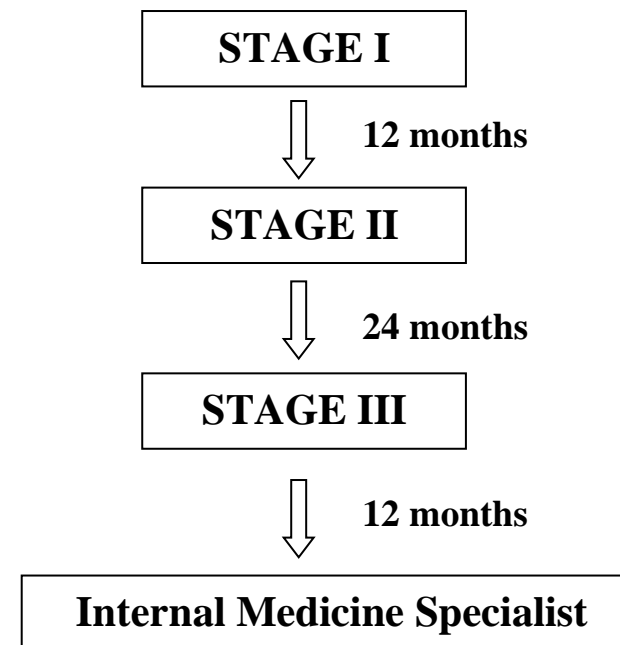 STAGE I
12 months
STAGE II
24 months
STAGE III
12 months
Internal Medicine Specialist